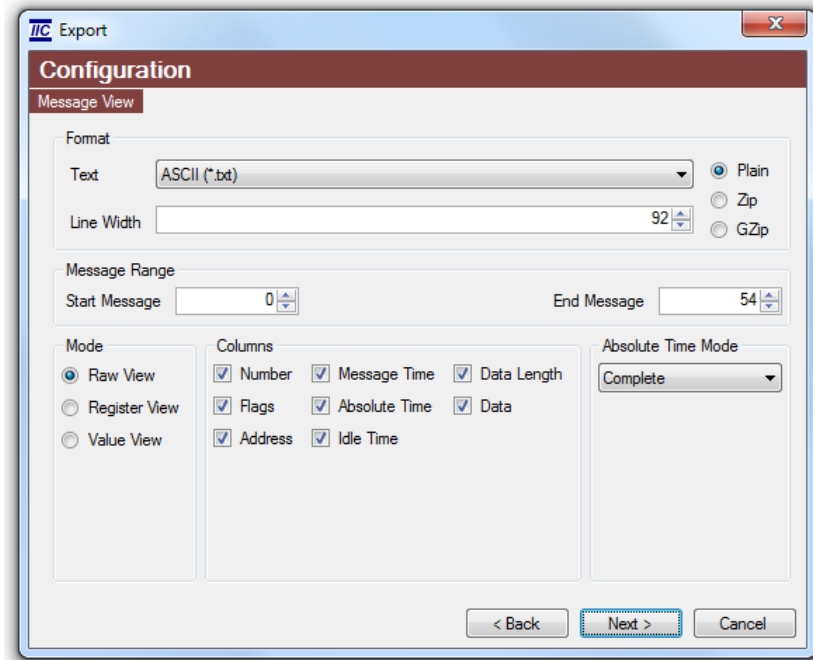 IIC Export
x
Configuration
Message View
Format
Text ASCII (*.txt)
Plain
Zip
Line Width 92
GZip
Message Range
Start Message 0 End Message 54
Mode Columns Absolute Time Mode
Raw View Number Message Time Data Length Complete
Register View Flags Absolute Time Data
Value View Address Idle Time
< Back Next > Cancel